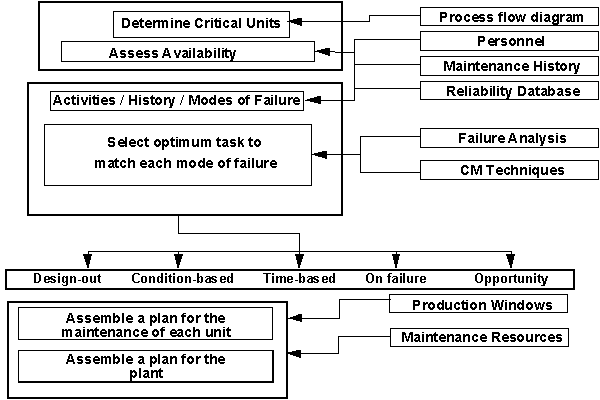 Determine Critical Units
Process flow diagram
Assess Availability
Personnel
Maintenance History
Reliability Database
Activities / History / Modes of Failure
Select optimum task to
match each mode of failure
Failure Analysis
CM Techniques
Design-out Condition-based Time-based On failure Opportunity
Assemble a plan for the
maintenance of each unit
Production Windows
Assemble a plan for the
plant
Maintenance Resources